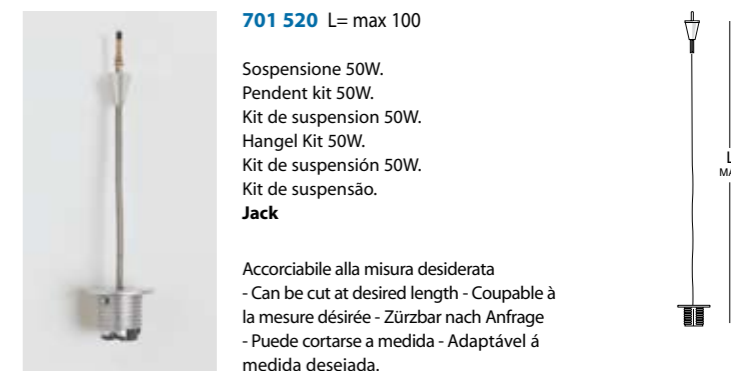 701 520 L= max 100
Sospensione 50W.
Pendent kit 50W.
Kit de suspension 50W.
Hangel Kit 50W.
Kit de suspensión 50W.
Kit de suspensão.
Jack
Accorciabile alla misura desiderata
- Can be cut at desired length - Coupable à
la mesure désirée - Zürzbar nach Anfrage
- Puede cortarse a medida - Adaptável á
medida desejada.
L